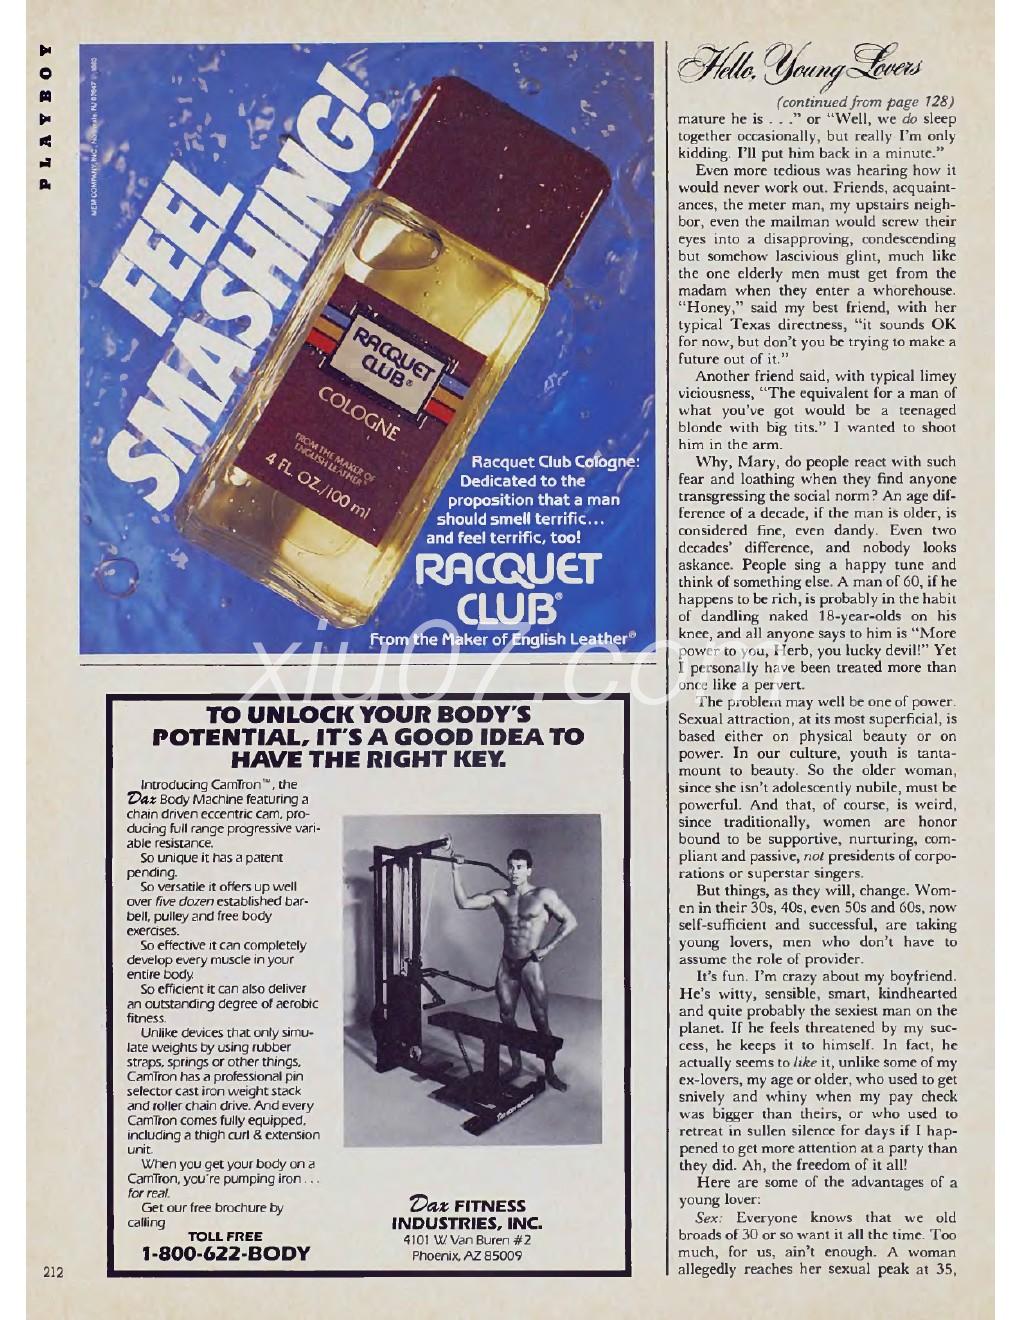 PLAYBOY
FEEL
SMASHING!
RACQUET
CLUB®
COLOGNE
FROM THE MAKER OF
ENGLISH LEATHER®
4 FL. OZ./100 ml
Racquet Club Cologne:
Dedicated to the
proposition that a man
should smell terrific...
and feel terrific, too!
RACQUET
CLUB®
From the Maker of English Leather®
TO UNLOCK YOUR BODY'S
POTENTIAL, IT'S A GOOD IDEA TO
HAVE THE RIGHT KEY.
Introducing CamTron™, the
Dax Body Machine featuring a
chain driven eccentric cam, pro-
ducing full range progressive vari-
able resistance.
So unique it has a patent
pending.
So versatile it offers up well
over five dozen established bar-
bell, pulley and free body
exercises.
So effective it can completely
develop every muscle in your
entire body.
So efficient it can also deliver
an outstanding degree of aerobic
fitness.
Unlike devices that only simu-
late weights by using rubber
straps, springs or other things,
CamTron has a professional pin
selector cast iron weight stack
and roller chain drive. And every
CamTron comes fully equipped,
including a thigh curl & extension
unit.
When you get your body on a
CamTron, you're pumping iron . . .
for real.
Get our free brochure by
calling
TOLL FREE
1-800-622-BODY
Dax FITNESS
INDUSTRIES, INC.
4101 W. Van Buren #2
Phoenix, AZ 85009
212
Hello, Young Lovers
(continued from page 128)
mature he is . . ." or "Well, we do sleep
together occasionally, but really I'm only
kidding. I'll put him back in a minute."
Even more tedious was hearing how it
would never work out. Friends, acquaint-
ances, the meter man, my upstairs neigh-
bor, even the mailman would screw their
eyes into a disapproving, condescending
but somehow lascivious glint, much like
the one elderly men must get from the
madam when they enter a whorehouse.
"Honey," said my best friend, with her
typical Texas directness, "it sounds OK
for now, but don't you be trying to make a
future out of it."
Another friend said, with typical limey
viciousness, "The equivalent for a man of
what you've got would be a teenaged
blonde with big tits." I wanted to shoot
him in the arm.
Why, Mary, do people react with such
fear and loathing when they find anyone
transgressing the social norm? An age dif-
ference of a decade, if the man is older, is
considered fine, even dandy. Even two
decades' difference, and nobody looks
askance. People sing a happy tune and
think of something else. A man of 60, if he
happens to be rich, is probably in the habit
of dandling naked 18-year-olds on his
knee, and all anyone says to him is "More
power to you, Herb, you lucky devil!" Yet
I personally have been treated more than
once like a pervert.
The problem may well be one of power.
Sexual attraction, at its most superficial, is
based either on physical beauty or on
power. In our culture, youth is tanta-
mount to beauty. So the older woman,
since she isn't adolescently nubile, must be
powerful. And that, of course, is weird,
since traditionally, women are honor
bound to be supportive, nurturing, com-
pliant and passive, not presidents of corpo-
rations or superstar singers.
But things, as they will, change. Wom-
en in their 30s, 40s, even 50s and 60s, now
self-sufficient and successful, are taking
young lovers, men who don't have to
assume the role of provider.
It's fun. I'm crazy about my boyfriend.
He's witty, sensible, smart, kindhearted
and quite probably the sexiest man on the
planet. If he feels threatened by my suc-
cess, he keeps it to himself. In fact, he
actually seems to like it, unlike some of my
ex-lovers, my age or older, who used to get
snively and whiny when my pay check
was bigger than theirs, or who used to
retreat in sullen silence for days if I hap-
pened to get more attention at a party than
they did. Ah, the freedom of it all!
Here are some of the advantages of a
young lover:
Sex: Everyone knows that we old
broads of 30 or so want it all the time. Too
much, for us, ain't enough. A woman
allegedly reaches her sexual peak at 35,
xiu07.com